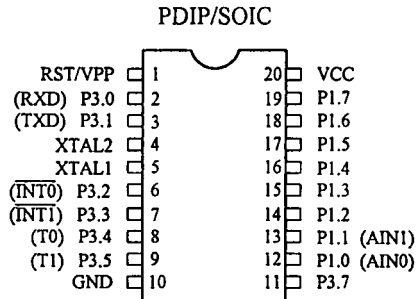 PDIP/SOIC
RST/VPP 1 20 VCC
(RXD) P3.0 2 19 P1.7
(TXD) P3.1 3 18 P1.6
XTAL2 4 17 P1.5
XTAL1 5 16 P1.4
(INT0) P3.2 6 15 P1.3
(INT1) P3.3 7 14 P1.2
(T0) P3.4 8 13 P1.1 (AIN1)
(T1) P3.5 9 12 P1.0 (AIN0)
GND 10 11 P3.7